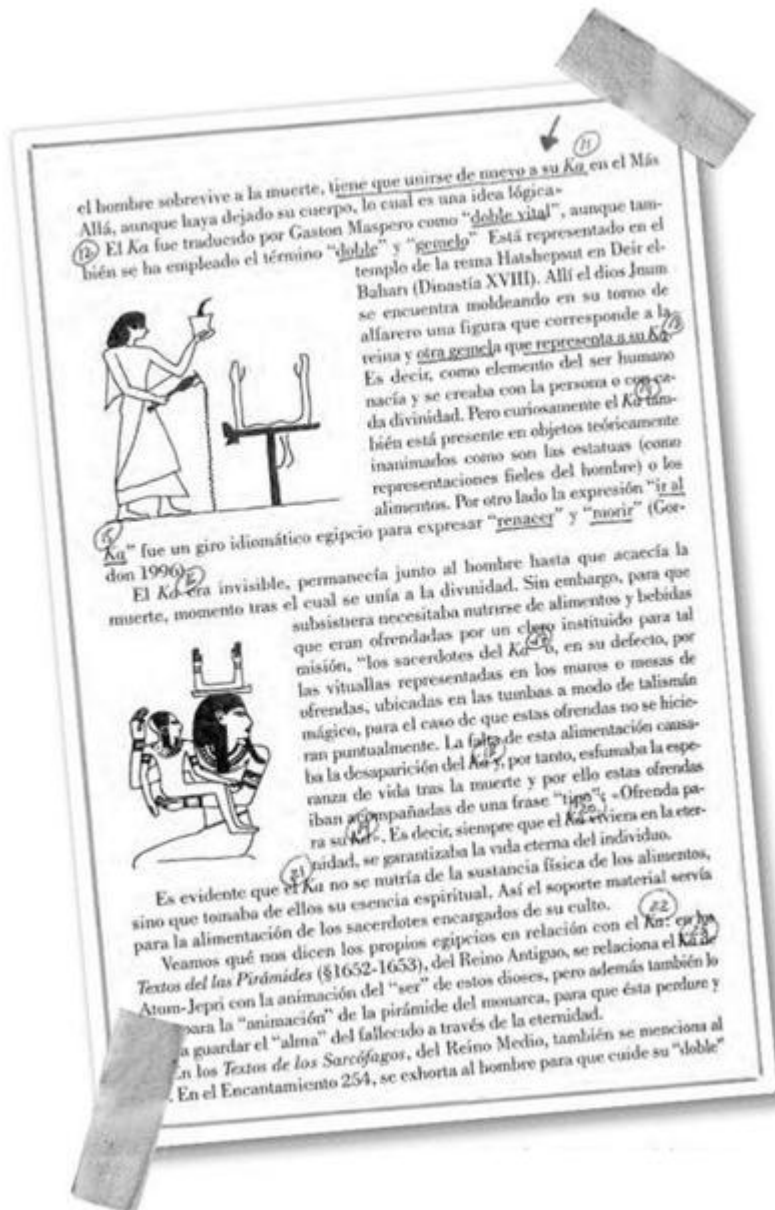 11
el hombre sobrevive a la muerte, tiene que unirse de nuevo a su Ka en el Más
Allá, aunque haya dejado su cuerpo, lo cual es una idea lógica»
12 El Ka fue traducido por Gaston Maspero como “doble vital”, aunque tam-
bién se ha empleado el término “doble” y “gemelo” Está representado en el
templo de la reina Hatshepsut en Deir el-
Bahari (Dinastía XVIII). Allí el dios Jnum
se encuentra moldeando en su torno de
alfarero una figura que corresponde a la
reina y otra gemela que representa a su Ka
Es decir, como elemento del ser humano
nacía y se creaba con la persona o con ca-
da divinidad. Pero curiosamente el Ka tam-
bién está presente en objetos teóricamente
inanimados como son las estatuas (como
representaciones fieles del hombre) o los
alimentos. Por otro lado la expresión “ir al
15
Ka” fue un giro idiomático egipcio para expresar “renacer” y “morir” (Gor-
don 1996)
El Ka era invisible, permanecía junto al hombre hasta que acaecía la
muerte, momento tras el cual se unía a la divinidad. Sin embargo, para que
subsistiera necesitaba nutrirse de alimentos y bebidas
que eran ofrendadas por un clero instituido para tal
misión, “los sacerdotes del Ka” o, en su defecto, por
las vituallas representadas en los muros o mesas de
ofrendas, ubicadas en las tumbas a modo de talismán
mágico, para el caso de que estas ofrendas no se hicie-
ran puntualmente. La falta de esta alimentación causa-
18
ba la desaparición del Ka y, por tanto, esfumaba la espe-
ranza de vida tras la muerte y por ello estas ofrendas
iban acompañadas de una frase “tipo”: «Ofrenda pa-
20
ra su Ka». Es decir, siempre que el Ka viviera en la eter-
nidad, se garantizaba la vida eterna del individuo.
21
Es evidente que el Ka no se nutría de la sustancia física de los alimentos,
sino que tomaba de ellos su esencia espiritual. Así el soporte material servía
para la alimentación de los sacerdotes encargados de su culto.
22
Veamos qué nos dicen los propios egipcios en relación con el Ka: en los
23
Textos del las Pirámides (§1652-1653), del Reino Antiguo, se relaciona el Ka de
Atum-Jepri con la animación del “ser” de estos dioses, pero además también lo
para la “animación” de la pirámide del monarca, para que ésta perdure y
a guardar el “alma” del fallecido a través de la eternidad.
n los Textos de los Sarcófagos, del Reino Medio, también se menciona al
. En el Encantamiento 254, se exhorta al hombre para que cuide su “doble”